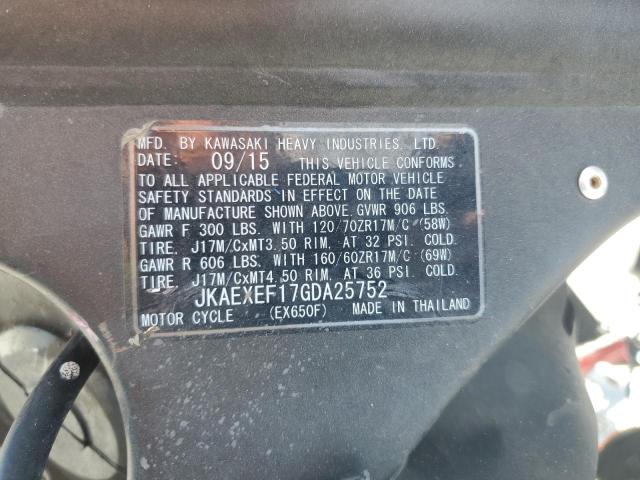 MFD. BY KAWASAKI HEAVY INDUSTRIES, LTD.
DATE: 09/15 THIS VEHICLE CONFORMS
TO ALL APPLICABLE FEDERAL MOTOR VEHICLE
SAFETY STANDARDS IN EFFECT ON THE DATE
OF MANUFACTURE SHOWN ABOVE. GVWR 906 LBS.
GAWR F 300 LBS. WITH 120/70ZR17M/C (58W)
TIRE, J17M/CxMT3.50 RIM, AT 32 PSI. COLD.
GAWR R 606 LBS. WITH 160/60ZR17M/C (69W)
TIRE, J17M/CxMT4.50 RIM, AT 36 PSI. COLD.
JKAEXEF17GDA25752
MOTOR CYCLE (EX650F) MADE IN THAILAND